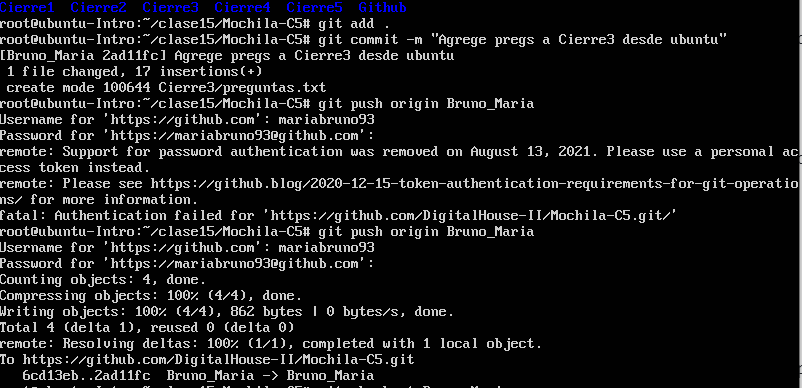 Cierre1  Cierre2  Cierre3  Cierre4  Cierre5  Github
root@ubuntu-Intro:~/clase15/Mochila-C5# git add .
root@ubuntu-Intro:~/clase15/Mochila-C5# git commit -m "Agrege pregs a Cierre3 desde ubuntu"
[Bruno_Maria 2ad11fc] Agrege pregs a Cierre3 desde ubuntu
 1 file changed, 17 insertions(+)
 create mode 100644 Cierre3/preguntas.txt
root@ubuntu-Intro:~/clase15/Mochila-C5# git push origin Bruno_Maria
Username for 'https://github.com': mariabruno93
Password for 'https://mariabruno93@github.com':
remote: Support for password authentication was removed on August 13, 2021. Please use a personal ac
cess token instead.
remote: Please see https://github.blog/2020-12-15-token-authentication-requirements-for-git-operatio
ns/ for more information.
fatal: Authentication failed for 'https://github.com/DigitalHouse-II/Mochila-C5.git/'
root@ubuntu-Intro:~/clase15/Mochila-C5# git push origin Bruno_Maria
Username for 'https://github.com': mariabruno93
Password for 'https://mariabruno93@github.com':
Counting objects: 4, done.
Compressing objects: 100% (4/4), done.
Writing objects: 100% (4/4), 862 bytes | 0 bytes/s, done.
Total 4 (delta 1), reused 0 (delta 0)
remote: Resolving deltas: 100% (1/1), completed with 1 local object.
To https://github.com/DigitalHouse-II/Mochila-C5.git
   6cd13eb..2ad11fc  Bruno_Maria -> Bruno_Maria